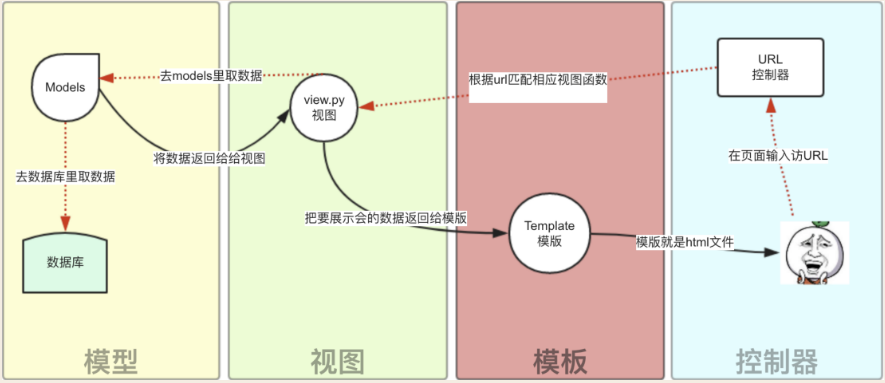 URL
控制器
去models里取数据
根据url匹配相应视图函数
Models
view.py
视图
将数据返回给给视图
在页面输入访URL
去数据库里取数据
把要展示会的数据返回给模版
Template
模版
模版就是html文件
数据库
模型
视图
模板
控制器